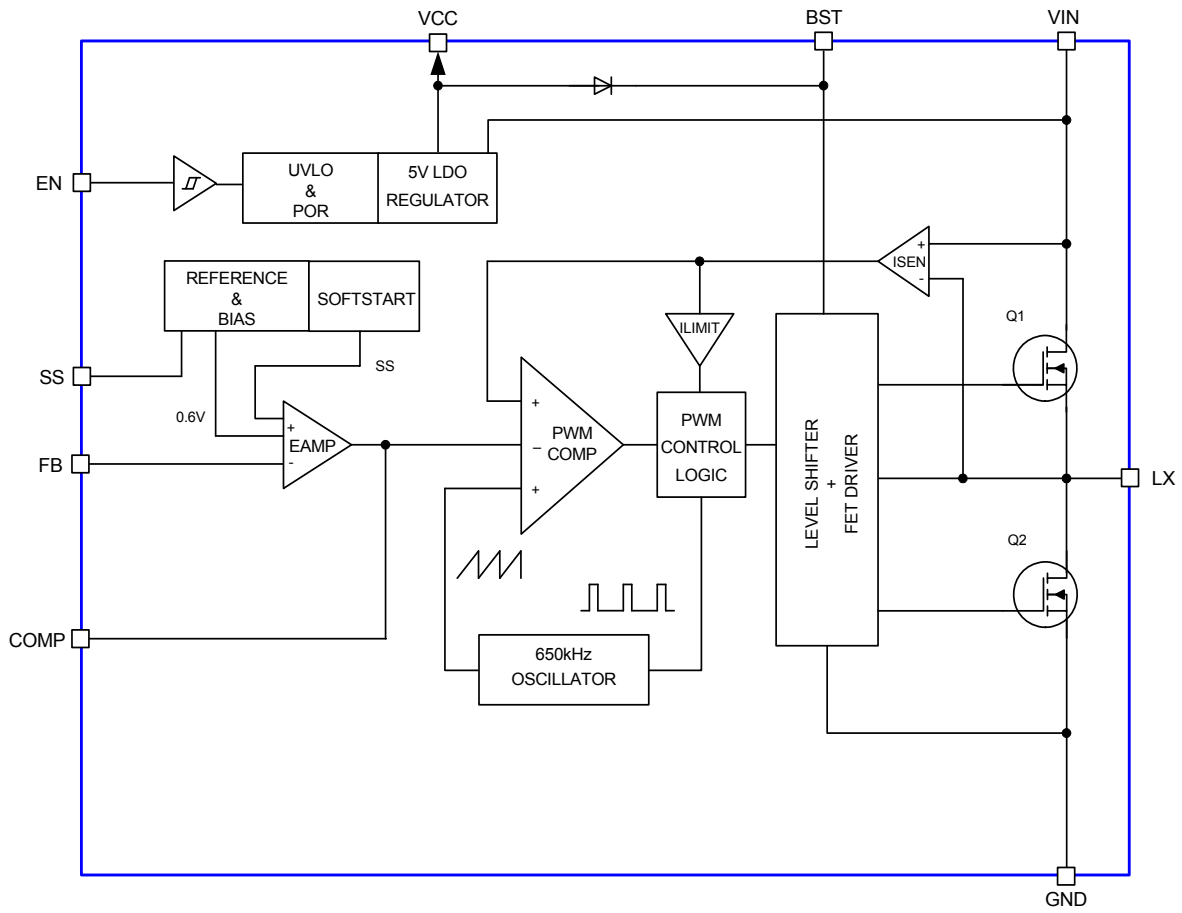 VCC
BST
VIN
EN
UVLO
&
POR
5V LDO
REGULATOR
REFERENCE
&
BIAS
SOFTSTART
+
-
ISEN
ILIMIT
Q1
SS
SS
0.6V
+
EAMP
-
FB
+
−
+
PWM
COMP
PWM
CONTROL
LOGIC
LEVEL SHIFTER
+
FET DRIVER
LX
Q2
COMP
650kHz
OSCILLATOR
GND